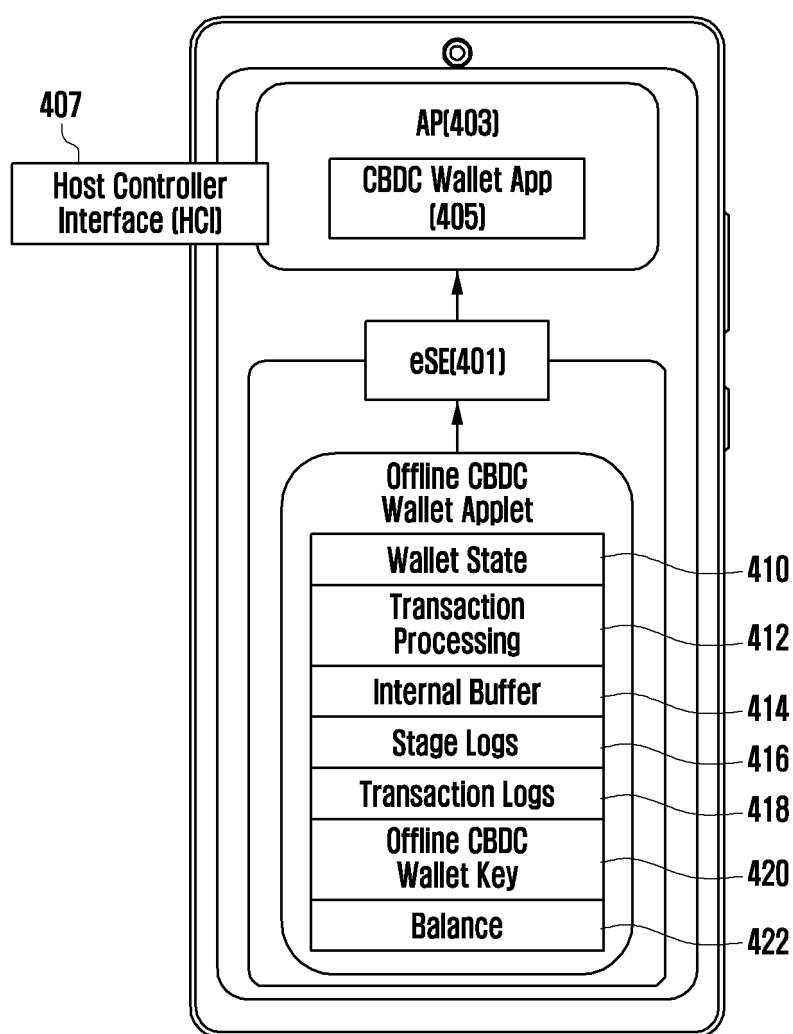 407
Host Controller
Interface (HCI)
AP(403)
CBDC Wallet App
(405)
eSE(401)
Offline CBDC
Wallet Applet
Wallet State
410
Transaction
Processing
412
Internal Buffer
414
Stage Logs
416
Transaction Logs
418
Offline CBDC
Wallet Key
420
Balance
422